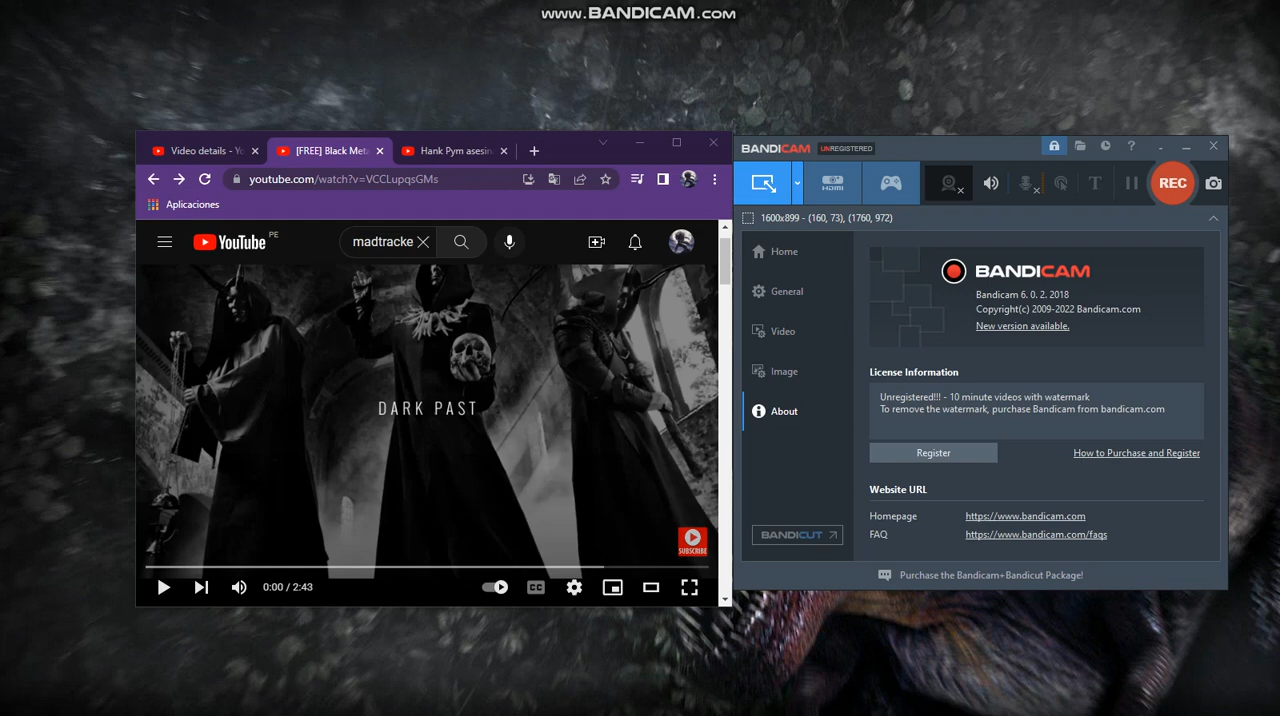 www.BANDICAM.com
Video details - Yo
[FREE] Black Meta
Hank Pym asesin
youtube.com/watch?v=VCCLupqsGMs
Aplicaciones
YouTube PE
madtracke
DARK PAST
SUBSCRIBE
0:00 / 2:43
CC
BANDICAM UNREGISTERED
?
HDMI
T
REC
1600x899 - (160, 73), (1760, 972)
Home
General
Video
Image
About
BANDICUT
BANDICAM
Bandicam 6. 0. 2. 2018
Copyright(c) 2009-2022 Bandicam.com
New version available.
License Information
Unregistered!!! - 10 minute videos with watermark
To remove the watermark, purchase Bandicam from bandicam.com
Register
How to Purchase and Register
Website URL
Homepage https://www.bandicam.com
FAQ https://www.bandicam.com/faqs
Purchase the Bandicam+Bandicut Package!